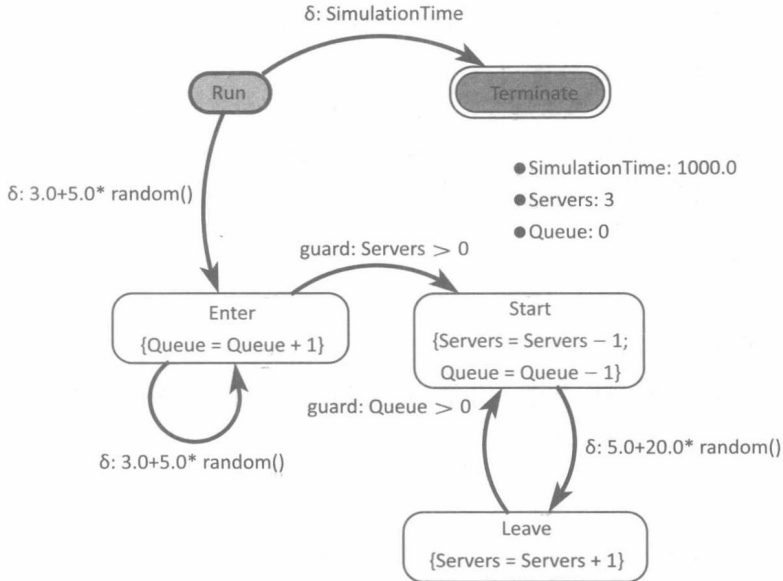 δ: SimulationTime
Run
Terminate
δ: 3.0+5.0* random()
● SimulationTime: 1000.0
● Servers: 3
● Queue: 0
guard: Servers > 0
Enter
{Queue = Queue + 1}
Start
{Servers = Servers − 1;
Queue = Queue − 1}
guard: Queue > 0
δ: 3.0+5.0* random()
δ: 5.0+20.0* random()
Leave
{Servers = Servers + 1}